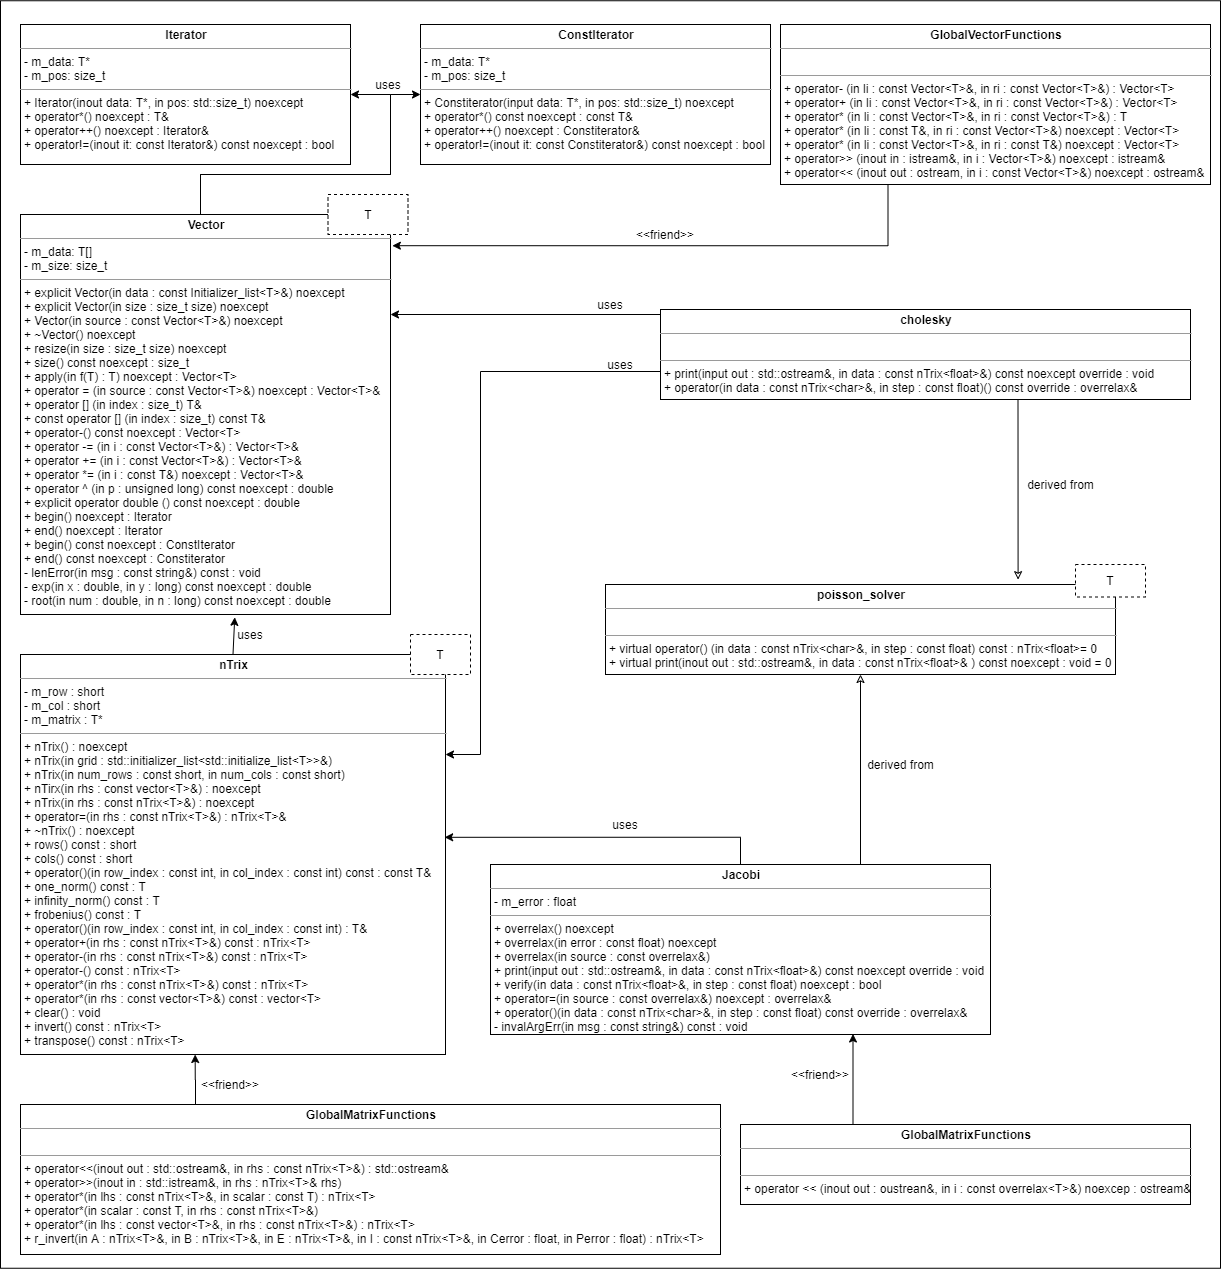 Iterator
- m_data: T*
- m_pos: size_t
+ Iterator(inout data: T*, in pos: std::size_t) noexcept
+ operator*() noexcept : T&
+ operator++() noexcept : Iterator&
+ operator!=(inout it: const Iterator&) const noexcept : bool
uses
ConstIterator
- m_data: T*
- m_pos: size_t
+ Constiterator(input data: T*, in pos: std::size_t) noexcept
+ operator*() const noexcept : const T&
+ operator++() noexcept : Constiterator&
+ operator!=(inout it: const Constiterator&) const noexcept : bool
GlobalVectorFunctions
+ operator- (in li : const Vector<T>&, in ri : const Vector<T>&) : Vector<T>
+ operator+ (in li : const Vector<T>&, in ri : const Vector<T>&) : Vector<T>
+ operator* (in li : const Vector<T>&, in ri : const Vector<T>&) : T
+ operator* (in li : const T&, in ri : const Vector<T>&) noexcept : Vector<T>
+ operator* (in li : const Vector<T>&, in ri : const T&) noexcept : Vector<T>
+ operator>> (inout in : istream&, in i : Vector<T>&) noexcept : istream&
+ operator<< (inout out : ostream, in i : const Vector<T>&) noexcept : ostream&
<<friend>>
T
Vector
- m_data: T[]
- m_size: size_t
+ explicit Vector(in data : const Initializer_list<T>&) noexcept
+ explicit Vector(in size : size_t size) noexcept
+ Vector(in source : const Vector<T>&) noexcept
+ ~Vector() noexcept
+ resize(in size : size_t size) noexcept
+ size() const noexcept : size_t
+ apply(in f(T) : T) noexcept : Vector<T>
+ operator = (in source : const Vector<T>&) noexcept : Vector<T>&
+ operator [] (in index : size_t) T&
+ const operator [] (in index : size_t) const T&
+ operator-() const noexcept : Vector<T>
+ operator -= (in i : const Vector<T>&) : Vector<T>&
+ operator += (in i : const Vector<T>&) : Vector<T>&
+ operator *= (in i : const T&) noexcept : Vector<T>&
+ operator ^ (in p : unsigned long) const noexcept : double
+ explicit operator double () const noexcept : double
+ begin() noexcept : Iterator
+ end() noexcept : Iterator
+ begin() const noexcept : ConstIterator
+ end() const noexcept : Constiterator
- lenError(in msg : const string&) const : void
- exp(in x : double, in y : long) const noexcept : double
- root(in num : double, in n : long) const noexcept : double
uses
uses
cholesky
+ print(input out : std::ostream&, in data : const nTrix<float>&) const noexcept override : void
+ operator(in data : const nTrix<char>&, in step : const float)() const override : overrelax&
derived from
T
poisson_solver
+ virtual operator() (in data : const nTrix<char>&, in step : const float) const : nTrix<float>= 0
+ virtual print(inout out : std::ostream&, in data : const nTrix<float>& ) const noexcept : void = 0
uses
T
nTrix
- m_row : short
- m_col : short
- m_matrix : T*
+ nTrix() : noexcept
+ nTrix(in grid : std::initializer_list<std::initialize_list<T>>&)
+ nTrix(in num_rows : const short, in num_cols : const short)
+ nTirx(in rhs : const vector<T>&) : noexcept
+ nTrix(in rhs : const nTrix<T>&) : noexcept
+ operator=(in rhs : const nTrix<T>&) : nTrix<T>&
+ ~nTrix() : noexcept
+ rows() const : short
+ cols() const : short
+ operator()(in row_index : const int, in col_index : const int) const : const T&
+ one_norm() const : T
+ infinity_norm() const : T
+ frobenius() const : T
+ operator()(in row_index : const int, in col_index : const int) : T&
+ operator+(in rhs : const nTrix<T>&) const : nTrix<T>
+ operator-(in rhs : const nTrix<T>&) const : nTrix<T>
+ operator-() const : nTrix<T>
+ operator*(in rhs : const nTrix<T>&) const : nTrix<T>
+ operator*(in rhs : const vector<T>&) const : vector<T>
+ clear() : void
+ invert() const : nTrix<T>
+ transpose() const : nTrix<T>
derived from
uses
Jacobi
- m_error : float
+ overrelax() noexcept
+ overrelax(in error : const float) noexcept
+ overrelax(in source : const overrelax&)
+ print(input out : std::ostream&, in data : const nTrix<float>&) const noexcept override : void
+ verify(in data : const nTrix<float>&, in step : const float) noexcept : bool
+ operator=(in source : const overrelax&) noexcept : overrelax&
+ operator()(in data : const nTrix<char>&, in step : const float) const override : overrelax&
- invalArgErr(in msg : const string&) const : void
<<friend>>
<<friend>>
GlobalMatrixFunctions
+ operator<<(inout out : std::ostream&, in rhs : const nTrix<T>&) : std::ostream&
+ operator>>(inout in : std::istream&, in rhs : nTrix<T>& rhs)
+ operator*(in lhs : const nTrix<T>&, in scalar : const T) : nTrix<T>
+ operator*(in scalar : const T, in rhs : const nTrix<T>&)
+ operator*(in lhs : const vector<T>&, in rhs : const nTrix<T>&) : nTrix<T>
+ r_invert(in A : nTrix<T>&, in B : nTrix<T>&, in E : nTrix<T>&, in I : const nTrix<T>&, in Cerror : float, in Perror : float) : nTrix<T>
GlobalMatrixFunctions
+ operator << (inout out : oustrean&, in i : const overrelax<T>&) noexcep : ostream&